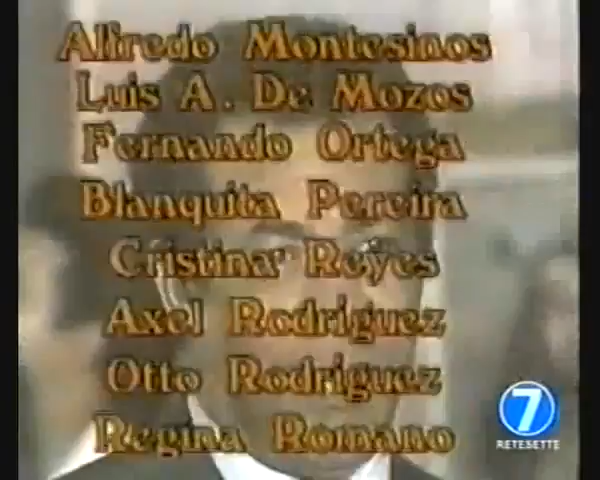 Alfredo Montesinos
Luis A. De Mozos
Fernando Ortega
Blanquita Pereira
Cristina Reyes
Axel Rodriguez
Otto Rodriguez
Regina Romano
7
RETESETTE